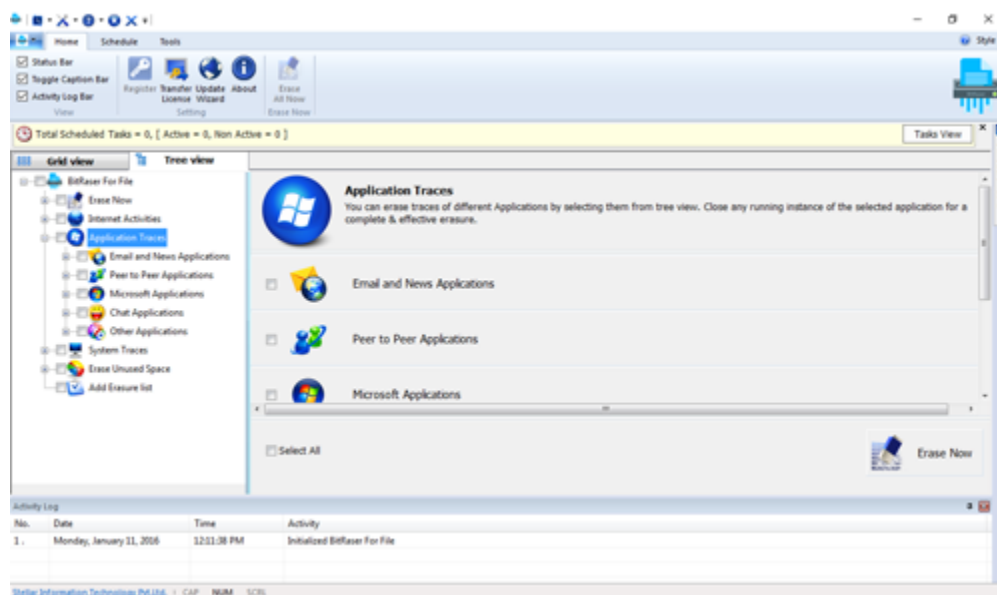 Home Schedule Tools Style
Status Bar
Toggle Caption Bar
Activity Log Bar
View
Register Transfer License Update Wizard About
Setting
Erase All Now
Erase Now
Total Scheduled Tasks = 0, [ Active = 0, Non Active = 0 ] Tasks View
Grid view Tree view
BitRaser For File
Erase Now
Internet Activities
Application Traces
Email and News Applications
Peer to Peer Applications
Microsoft Applications
Chat Applications
Other Applications
System Traces
Erase Unused Space
Add Erasure list
Application Traces
You can erase traces of different Applications by selecting them from tree view. Close any running instance of the selected application for a
complete & effective erasure.
Email and News Applications
Peer to Peer Applications
Microsoft Applications
Select All
Erase Now
Activity Log
No. Date Time Activity
1 . Monday, January 11, 2016 12:11:38 PM Initialized BitRaser For File
Stellar Information Technology Pvt.Ltd. CAP NUM SCRL